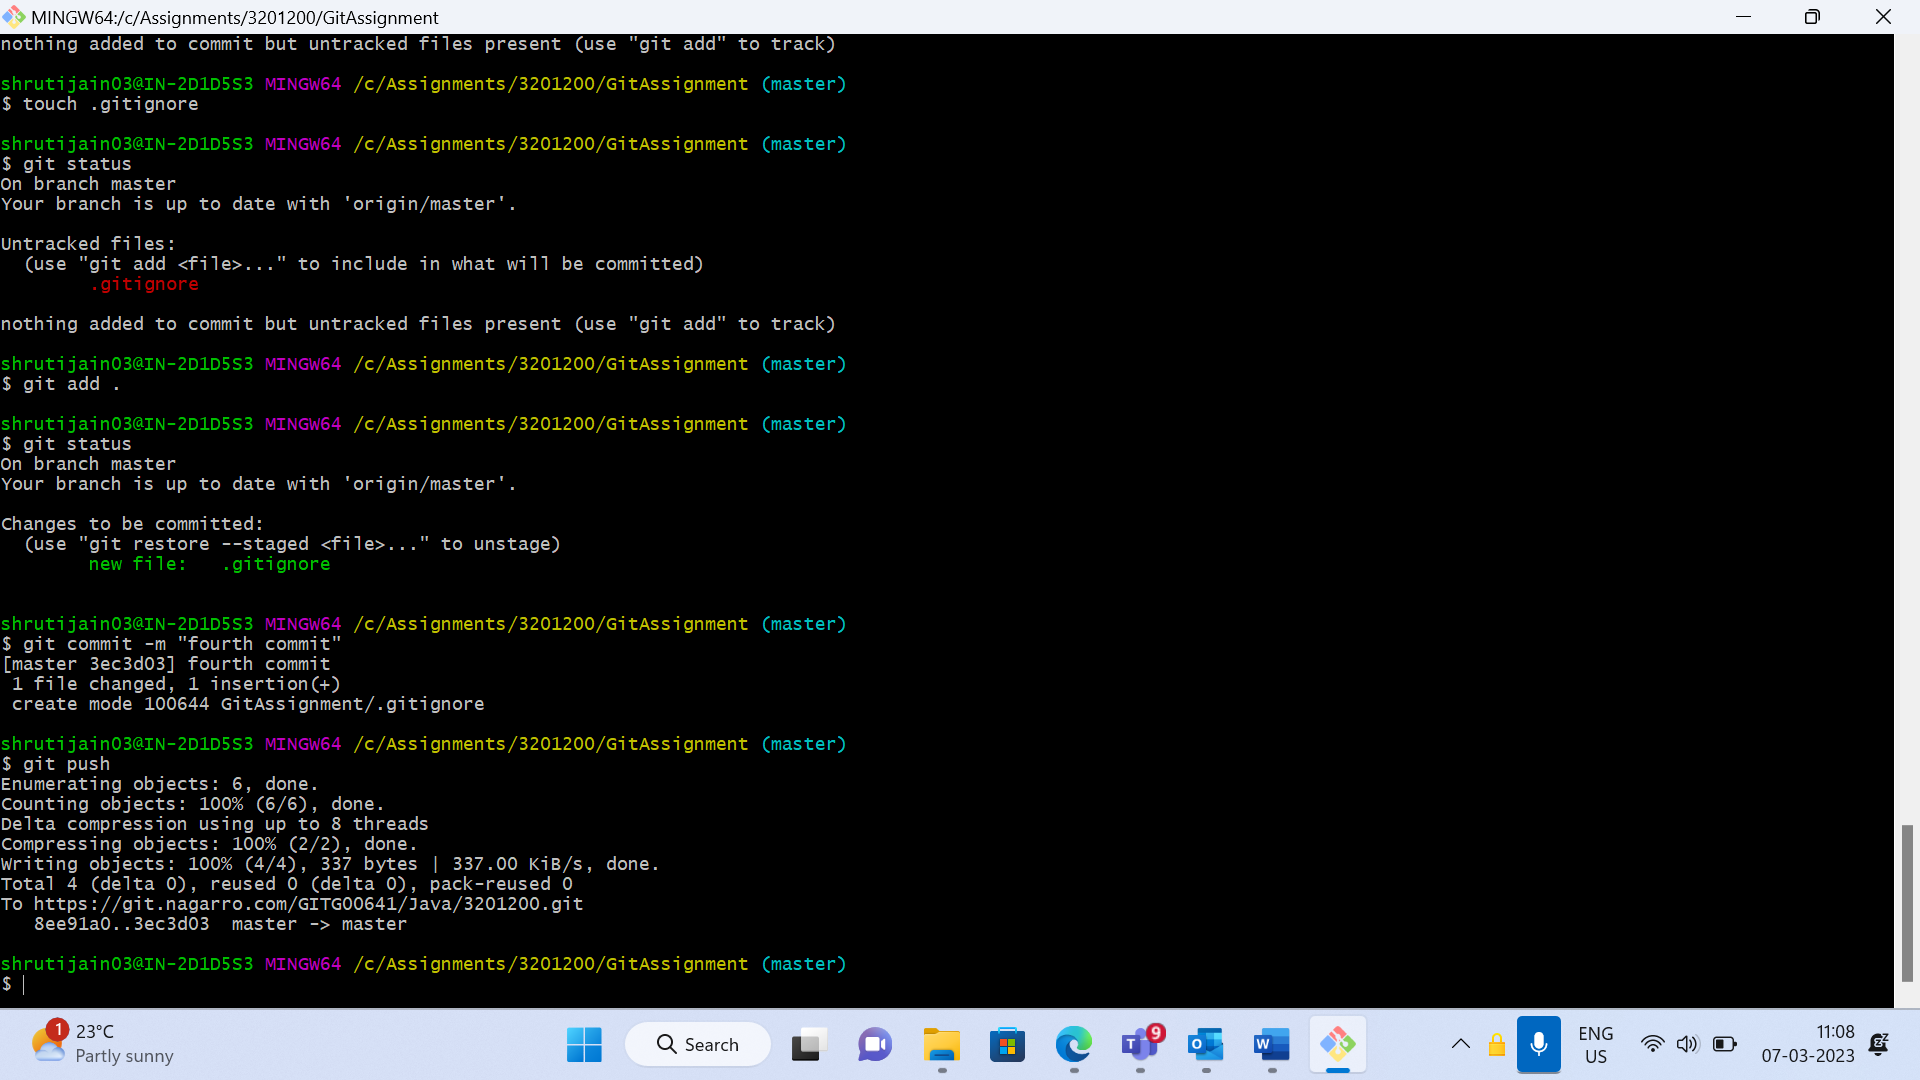 MINGW64:/c/Assignments/3201200/GitAssignment
nothing added to commit but untracked files present (use "git add" to track)
shrutijain03@IN-2D1D5S3 MINGW64 /c/Assignments/3201200/GitAssignment (master)
$ touch .gitignore
shrutijain03@IN-2D1D5S3 MINGW64 /c/Assignments/3201200/GitAssignment (master)
$ git status
On branch master
Your branch is up to date with 'origin/master'.
Untracked files:
  (use "git add <file>..." to include in what will be committed)
        .gitignore
nothing added to commit but untracked files present (use "git add" to track)
shrutijain03@IN-2D1D5S3 MINGW64 /c/Assignments/3201200/GitAssignment (master)
$ git add .
shrutijain03@IN-2D1D5S3 MINGW64 /c/Assignments/3201200/GitAssignment (master)
$ git status
On branch master
Your branch is up to date with 'origin/master'.
Changes to be committed:
  (use "git restore --staged <file>..." to unstage)
        new file:   .gitignore
shrutijain03@IN-2D1D5S3 MINGW64 /c/Assignments/3201200/GitAssignment (master)
$ git commit -m "fourth commit"
[master 3ec3d03] fourth commit
 1 file changed, 1 insertion(+)
 create mode 100644 GitAssignment/.gitignore
shrutijain03@IN-2D1D5S3 MINGW64 /c/Assignments/3201200/GitAssignment (master)
$ git push
Enumerating objects: 6, done.
Counting objects: 100% (6/6), done.
Delta compression using up to 8 threads
Compressing objects: 100% (2/2), done.
Writing objects: 100% (4/4), 337 bytes | 337.00 KiB/s, done.
Total 4 (delta 0), reused 0 (delta 0), pack-reused 0
To https://git.nagarro.com/GITG00641/Java/3201200.git
   8ee91a0..3ec3d03  master -> master
shrutijain03@IN-2D1D5S3 MINGW64 /c/Assignments/3201200/GitAssignment (master)
$
1
23°C
Partly sunny
Search
T
9
O
W
ENG
US
11:08
07-03-2023